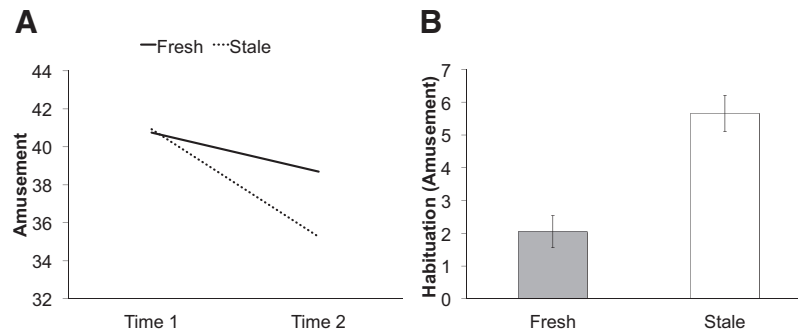 A
Fresh Stale
Amusement
44
42
40
38
36
34
32
Time 1 Time 2
B
Habituation (Amusement)
7
6
5
4
3
2
1
0
Fresh Stale